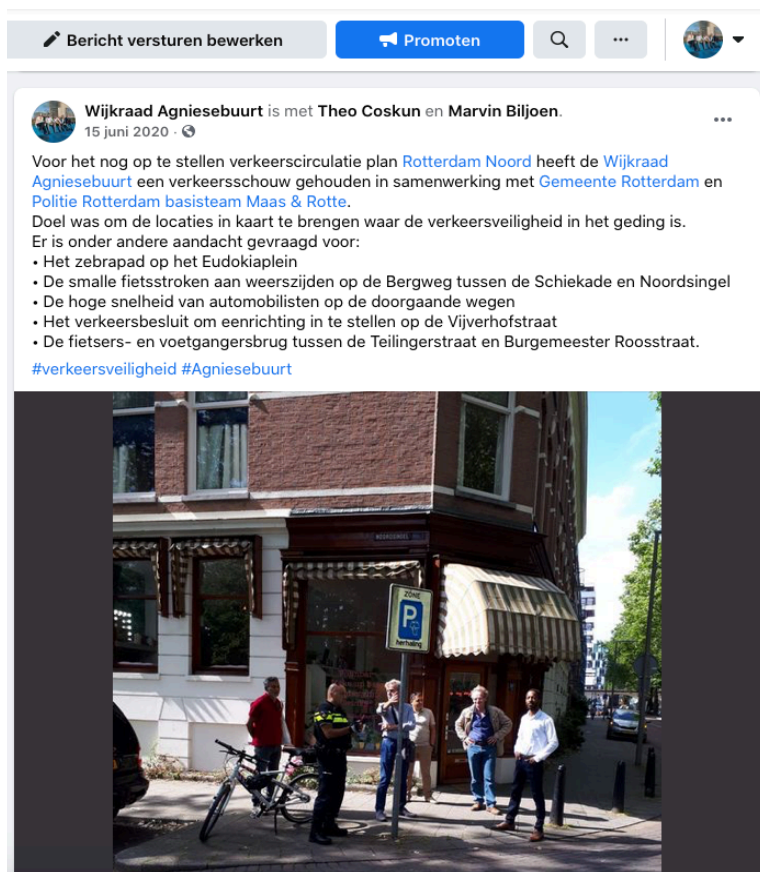 Bericht versturen bewerken
Promoten
Wijkraad Agniesebuurt is met Theo Coskun en Marvin Biljoen.
15 juni 2020 ·
Voor het nog op te stellen verkeerscirculatie plan Rotterdam Noord heeft de Wijkraad
Agniesebuurt een verkeersschouw gehouden in samenwerking met Gemeente Rotterdam en
Politie Rotterdam basisteam Maas & Rotte.
Doel was om de locaties in kaart te brengen waar de verkeersveiligheid in het geding is.
Er is onder andere aandacht gevraagd voor:
• Het zebrapad op het Eudokiaplein
• De smalle fietsstroken aan weerszijden op de Bergweg tussen de Schiekade en Noordsingel
• De hoge snelheid van automobilisten op de doorgaande wegen
• Het verkeersbesluit om eenrichting in te stellen op de Vijverhofstraat
• De fietsers- en voetgangersbrug tussen de Teilingerstraat en Burgemeester Roosstraat.
#verkeersveiligheid #Agniesebuurt
ZONE
P
herhaling